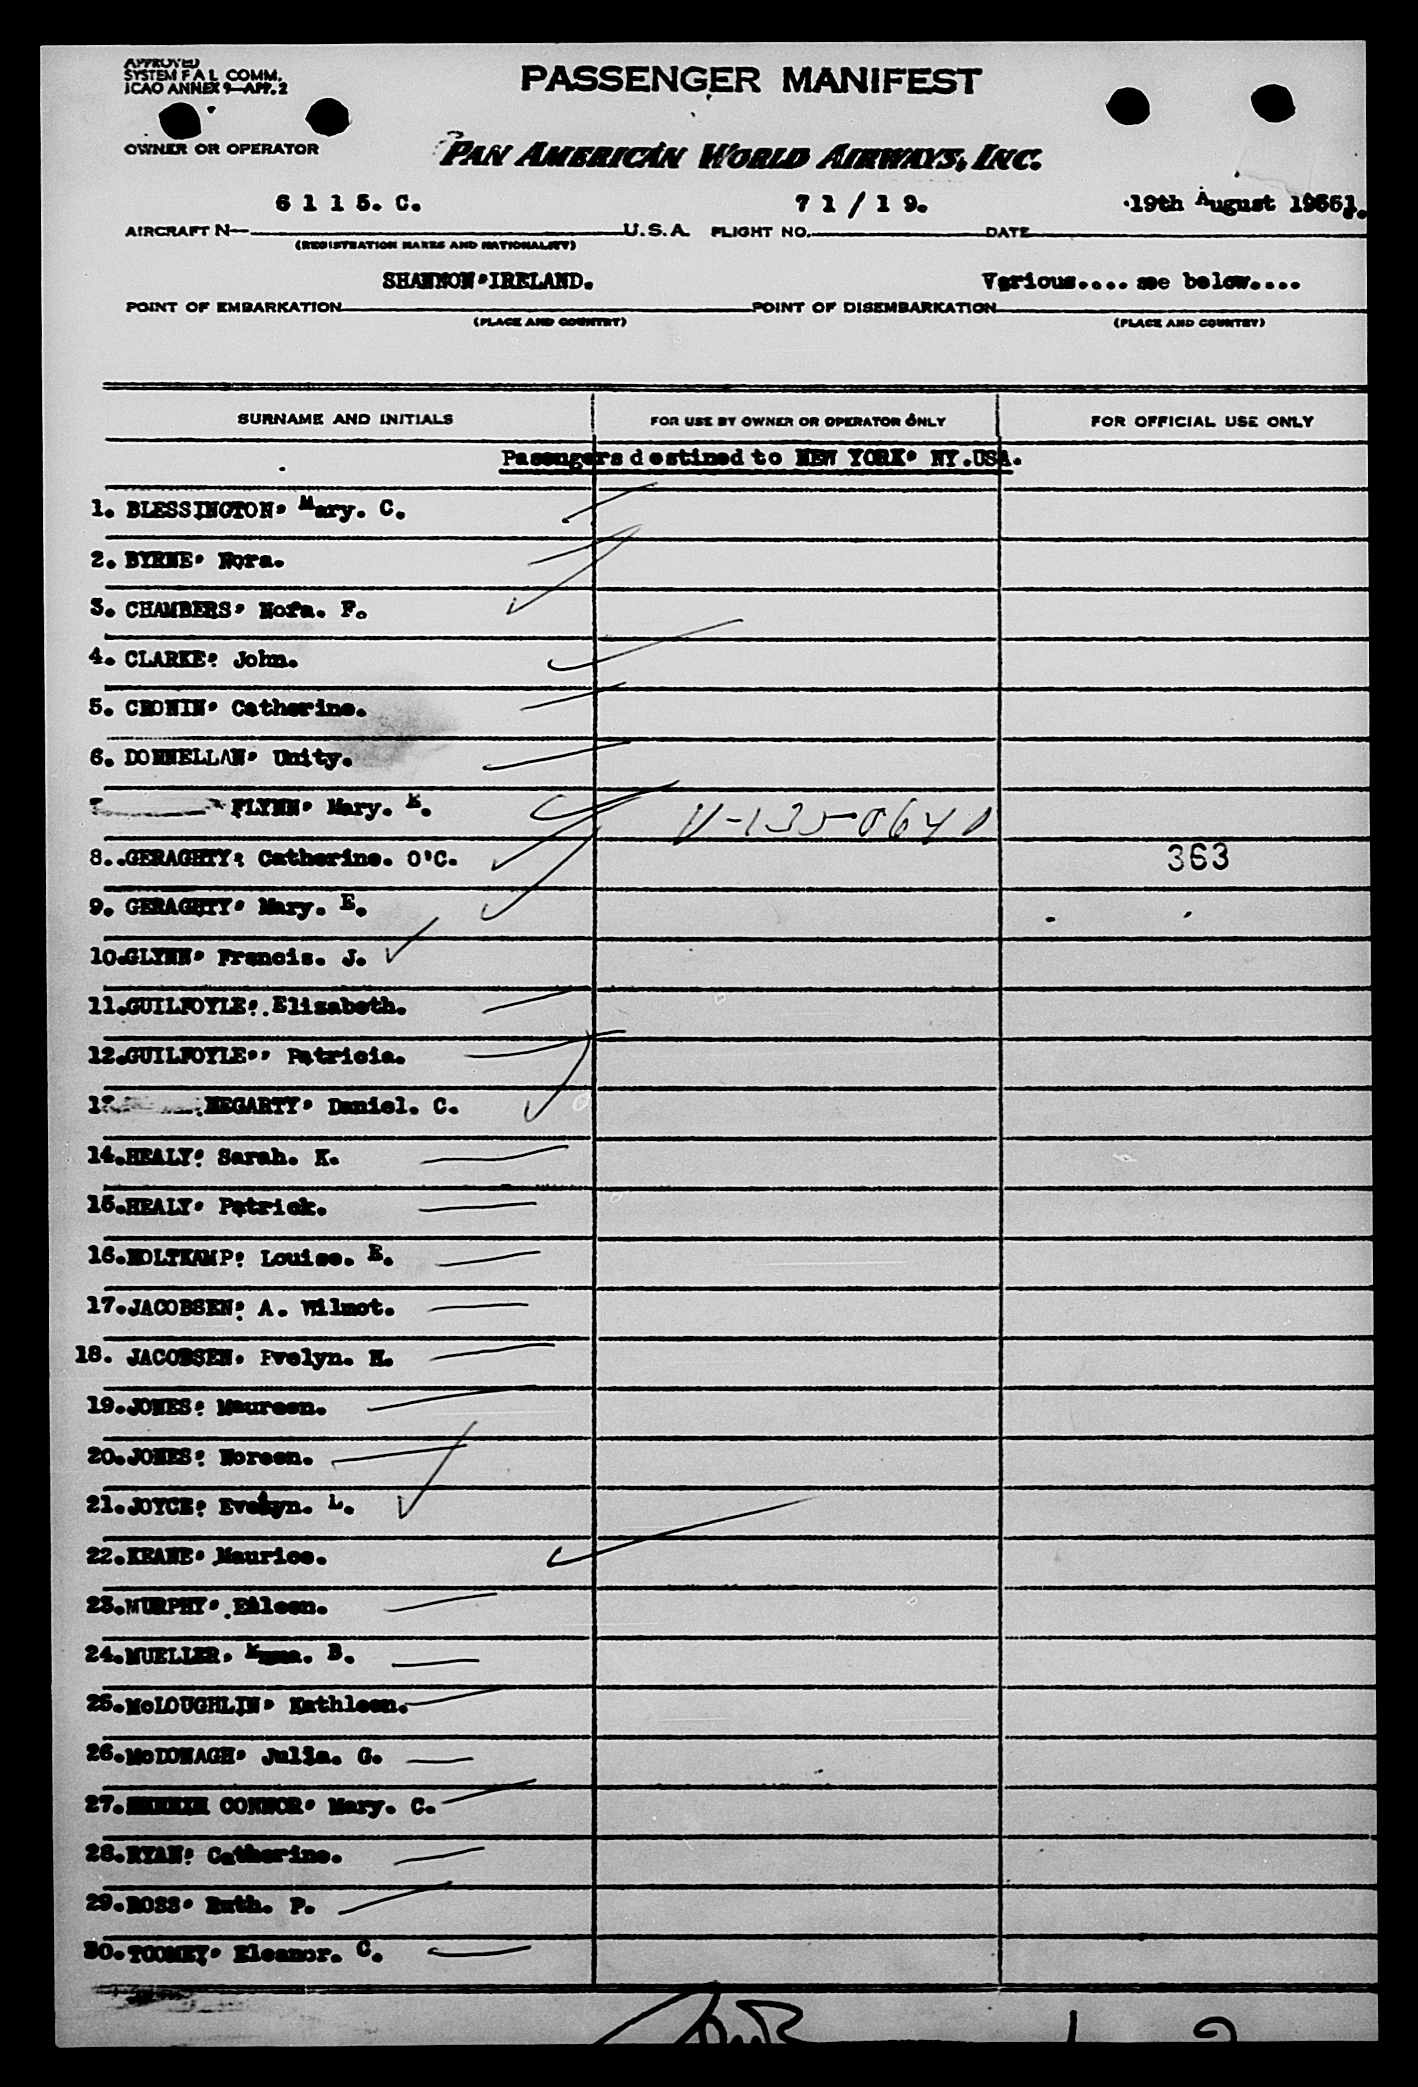 APPROVED
SYSTEM F A L COMM.
ICAO ANNEX 9—APP. 2
PASSENGER MANIFEST
OWNER OR OPERATOR
PAN AMERICAN WORLD AIRWAYS, INC.
6 1 1 5. C. 7 1 / 1 9. 19th August 1951.
AIRCRAFT N— U. S. A. FLIGHT NO. DATE
(REGISTRATION MARKS AND NATIONALITY)
SHANNON, IRELAND. Various.... see below....
POINT OF EMBARKATION POINT OF DISEMBARKATION
(PLACE AND COUNTRY) (PLACE AND COUNTRY)
SURNAME AND INITIALS FOR USE BY OWNER OR OPERATOR ONLY FOR OFFICIAL USE ONLY
Pasengers destined to NEW YORK, NY.USA.
1. BLESSINGTON, Mary. C.
2. BYRNE, Nora.
3. CHAMBERS, Nora. F.
4. CLARKE, John.
5. CRONIN, Catherine.
6. DONNELLAN, Unity.
FLYNN, Mary. E. V-1350640
8..GERAGHTY, Catherine. O'C. 363
9. GERAGHTY, Mary. E.
10.GLYNN, Francis. J.
11.GUILFOYLE, Elizabeth.
12.GUILFOYLE,, Patricia.
13 HEGARTY, Daniel. C.
14.HEALY, Sarah. K.
15.HEALY, Patrick.
16.HOLTKAMP, Louise. E.
17.JACOBSEN, A. Wilmot.
18. JACOBSEN, Evelyn. H.
19.JONES, Maureen.
20.JONES, Noreen.
21.JOYCE, Evelyn. L.
22.KEANE, Maurice.
23.MURPHY, Eileen.
24.MUELLER, Emma. B.
25.McLOUGHLIN, Kathleen.
26.McDONAGH, Julia. G.
27. CONNOR, Mary. C.
28.RYAN, Catherine.
29.ROSS, Ruth. P.
30.TOOMEY, Eleanor. C.